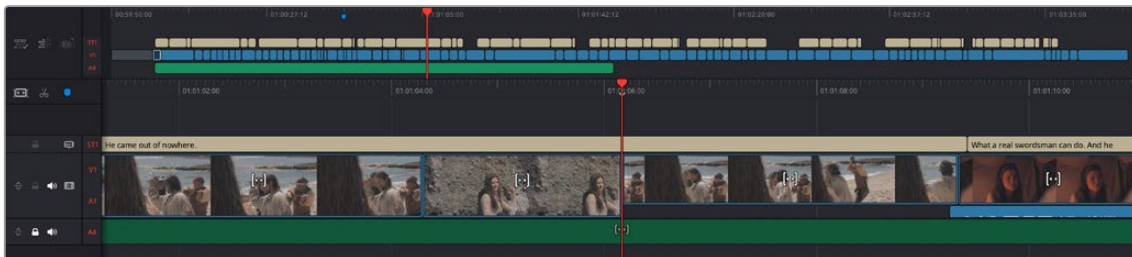 00:59:50:00 01:00:27:12 01:01:05:00 01:01:42:12 01:02:20:00 01:02:57:12 01:03:35:00
ST1
V1
A4
01:01:02:00 01:01:04:00 01:01:06:00 01:01:08:00 01:01:10:00
ST1 He came out of nowhere. What a real swordsman can do. And he
V1
A1
A4